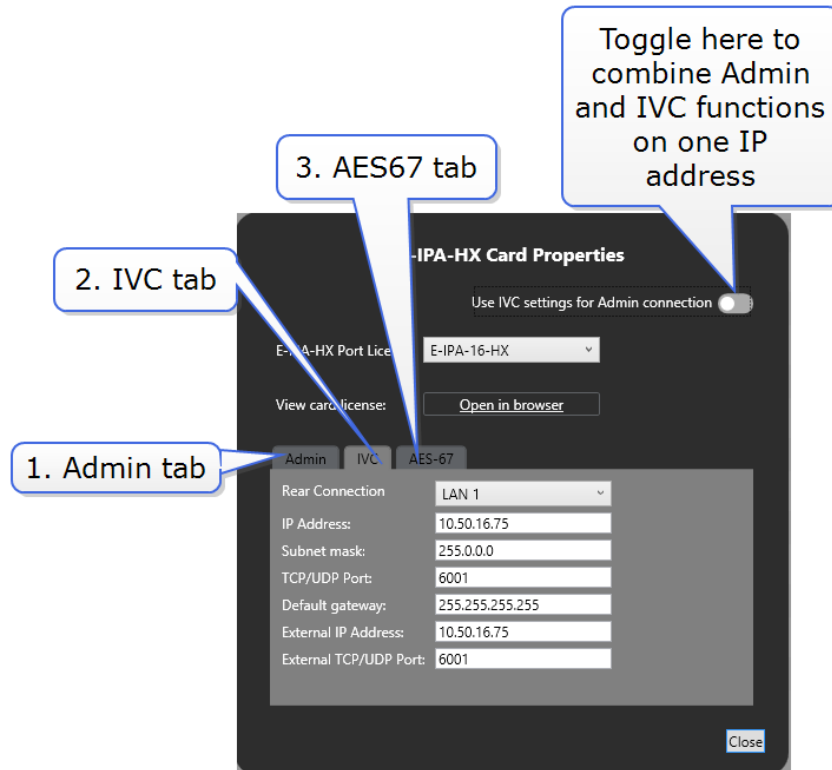 Toggle here to
combine Admin
and IVC functions
on one IP
address
3. AES67 tab
2. IVC tab
1. Admin tab
-IPA-HX Card Properties
Use IVC settings for Admin connection
E-IPA-HX Port Lice
E-IPA-16-HX
View card license:
Open in browser
Admin IVC AES-67
Rear Connection LAN 1
IP Address: 10.50.16.75
Subnet mask: 255.0.0.0
TCP/UDP Port: 6001
Default gateway: 255.255.255.255
External IP Address: 10.50.16.75
External TCP/UDP Port: 6001
Close